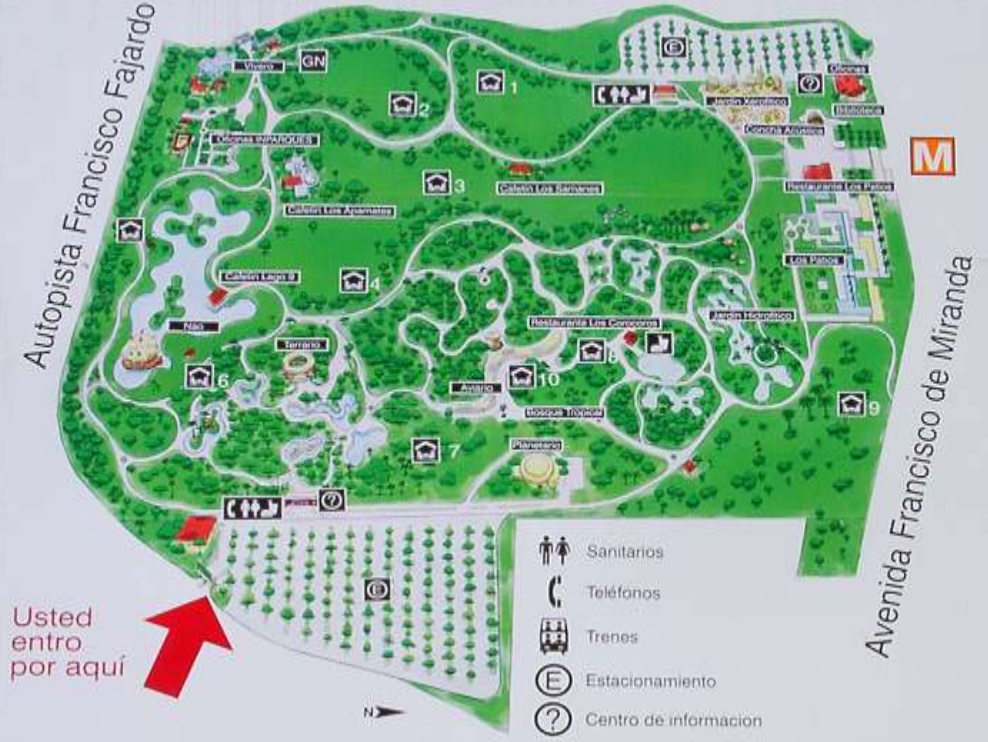 Autopista Francisco Fajardo
Vivero
GN
2
1
E
?
Oficinas
Jardín Xerofítico
Biblioteca
Concha Acústica
Oficinas INPARQUES
M
3
Cafetín Los Samanes
Restaurante Los Patios
Cafetín Los Apamates
Cafetín Lago 9
4
Los Patios
Jardín Hidrofítico
Nao
Restaurante Los Corocoros
Terrario
8
6
10
Aviario
9
Bosque Tropical
7
Planetario
?
E
Avenida Francisco de Miranda
Usted
entro
por aquí
N
Sanitarios
Teléfonos
Trenes
E Estacionamiento
? Centro de informacion